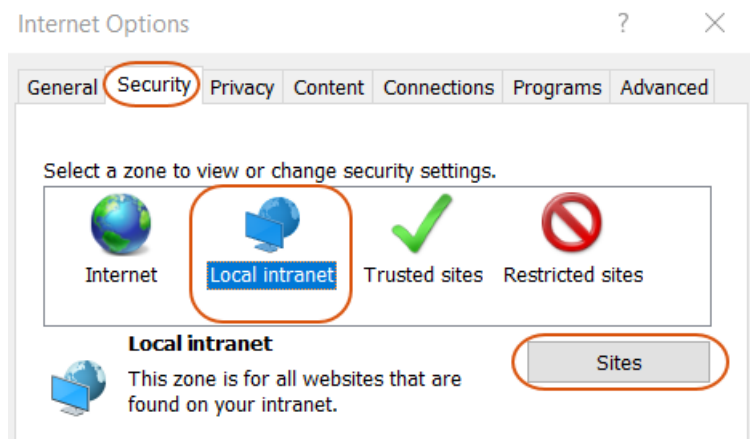 Internet Options ? ×
General Security Privacy Content Connections Programs Advanced
Select a zone to view or change security settings.
Internet Local intranet Trusted sites Restricted sites
Local intranet
Sites
This zone is for all websites that are
found on your intranet.